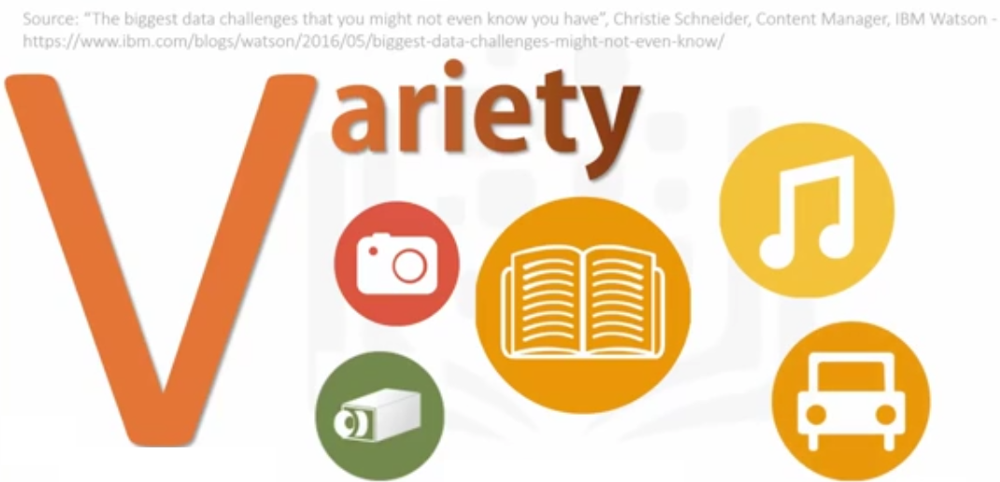 Source: “The biggest data challenges that you might not even know you have”, Christie Schneider, Content Manager, IBM Watson -
https://www.ibm.com/blogs/watson/2016/05/biggest-data-challenges-might-not-even-know/
Variety